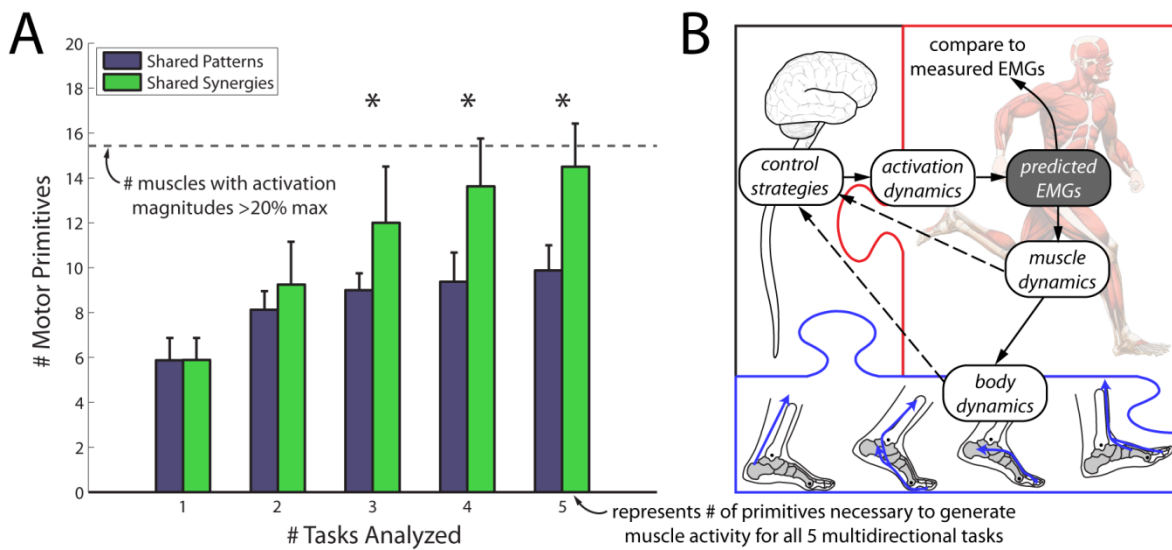 A
# Motor Primitives
20
18
16
14
12
10
8
6
4
2
0
Shared Patterns
Shared Synergies
*
*
*
# muscles with activation
magnitudes >20% max
1
2
3
4
5
# Tasks Analyzed
represents # of primitives necessary to generate
muscle activity for all 5 multidirectional tasks
B
compare to
measured EMGs
control
strategies
activation
dynamics
predicted
EMGs
muscle
dynamics
body
dynamics